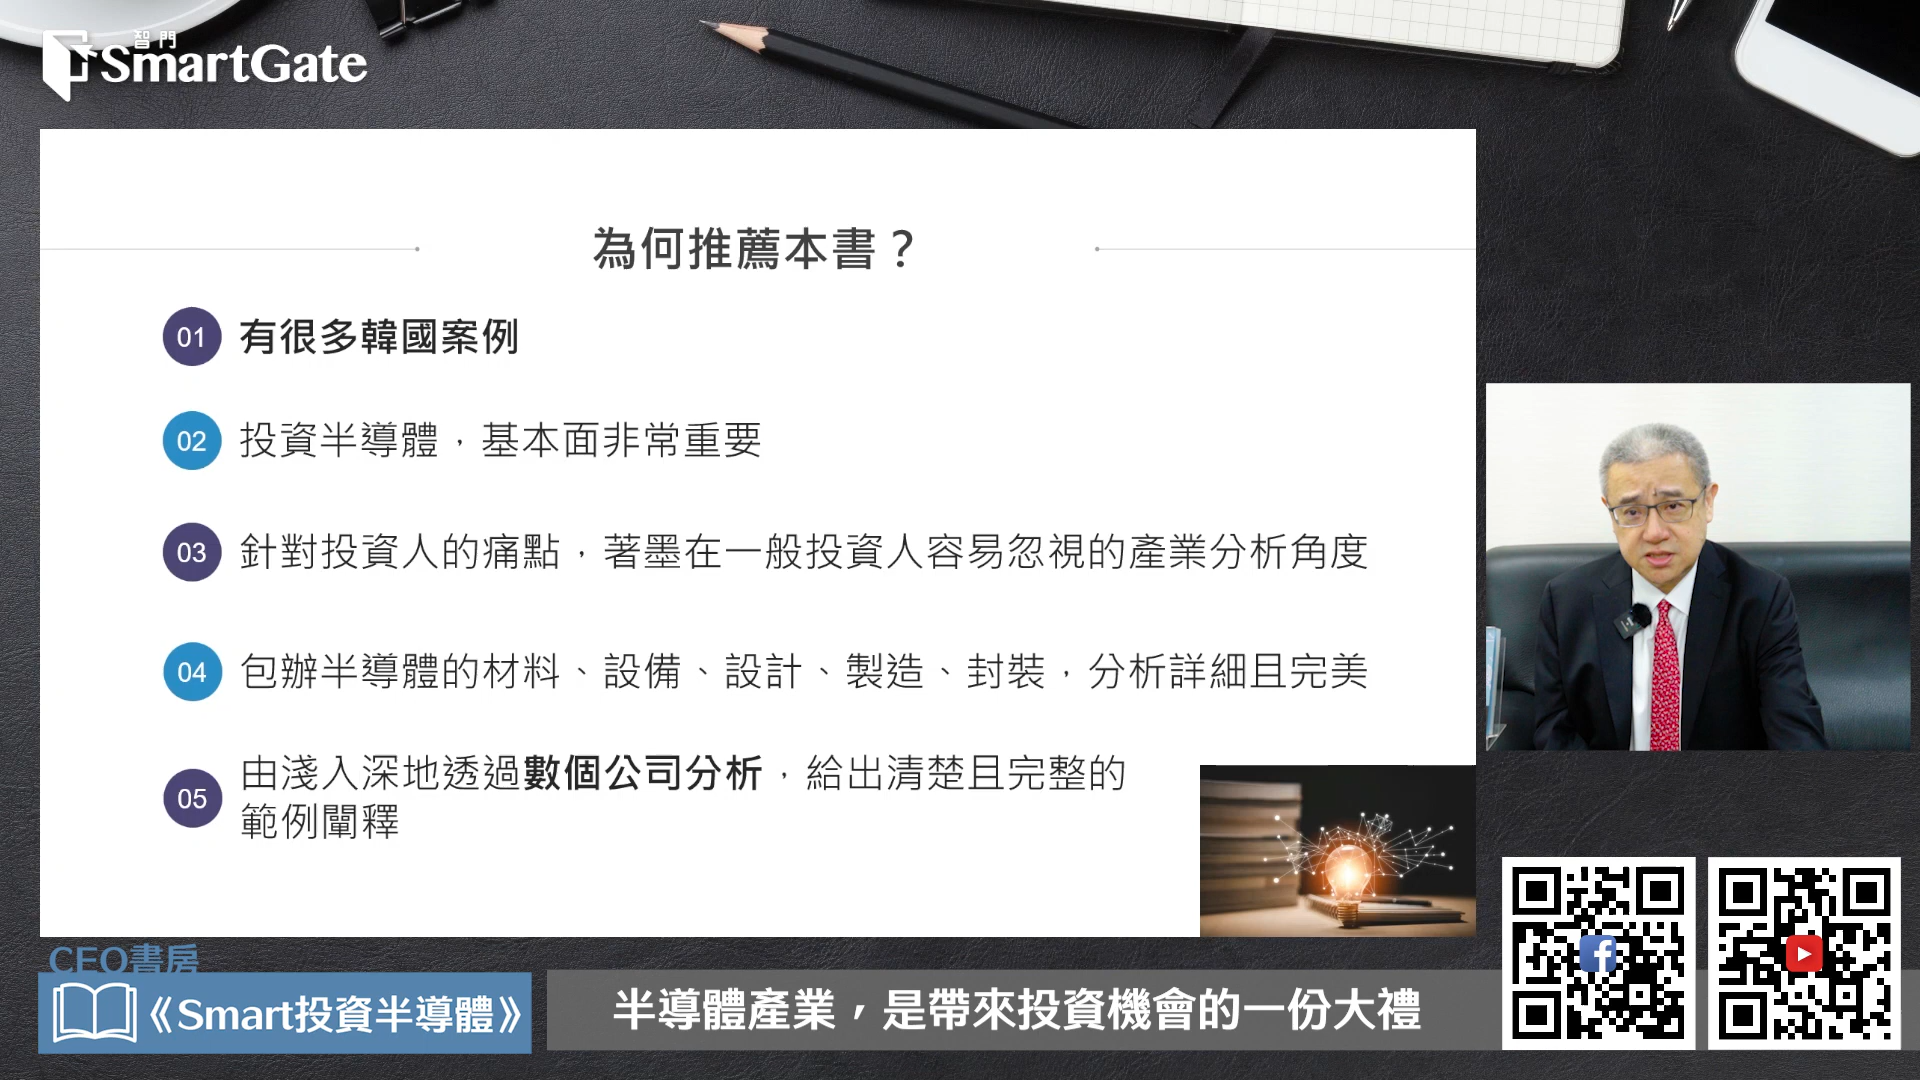 智門
SmartGate
為何推薦本書？
01 有很多韓國案例
02 投資半導體，基本面非常重要
03 針對投資人的痛點，著墨在一般投資人容易忽視的產業分析角度
04 包辦半導體的材料、設備、設計、製造、封裝，分析詳細且完美
05 由淺入深地透過數個公司分析，給出清楚且完整的
範例闡釋
CEO書房
《Smart投資半導體》
半導體產業，是帶來投資機會的一份大禮